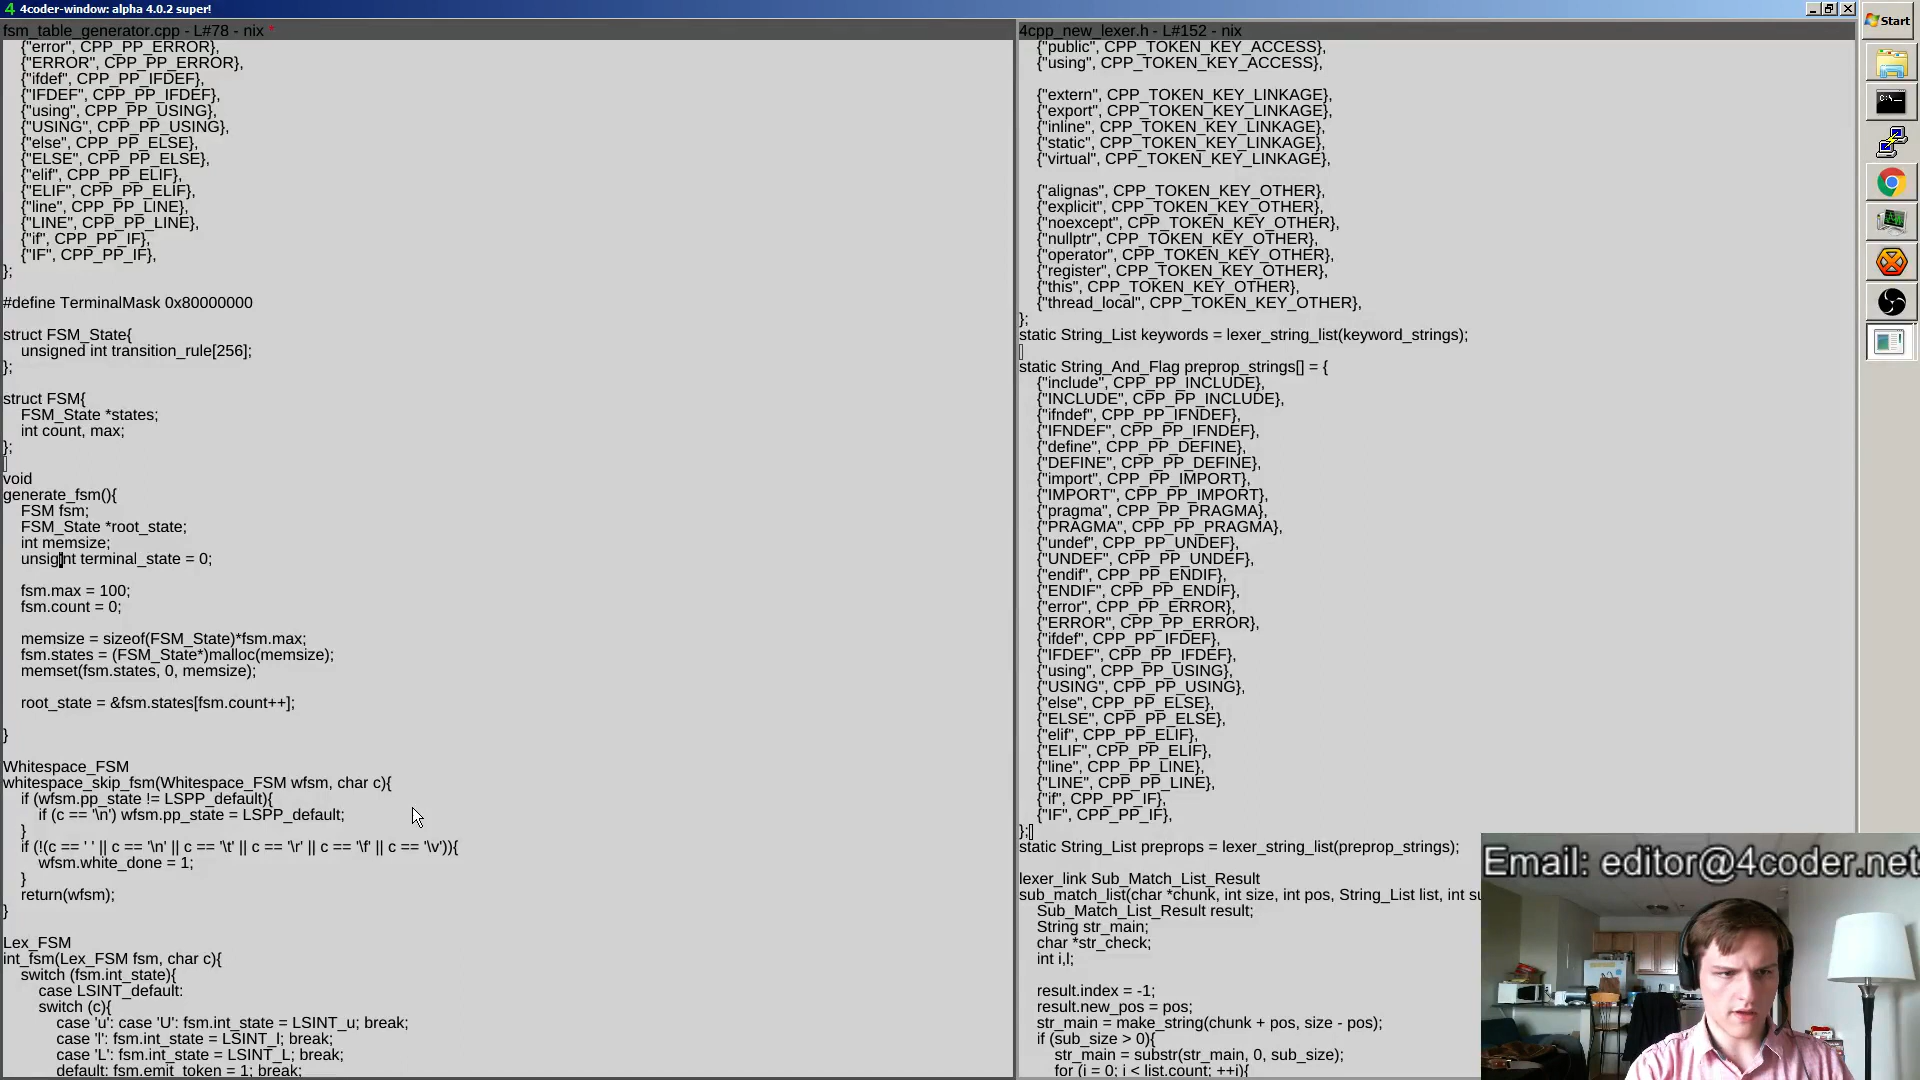 4 4coder-window: alpha 4.0.2 super!
Start
fsm_table_generator.cpp - L#78 - nix *
{"error", CPP_PP_ERROR},
{"ERROR", CPP_PP_ERROR},
{"ifdef", CPP_PP_IFDEF},
{"IFDEF", CPP_PP_IFDEF},
{"using", CPP_PP_USING},
{"USING", CPP_PP_USING},
{"else", CPP_PP_ELSE},
{"ELSE", CPP_PP_ELSE},
{"elif", CPP_PP_ELIF},
{"ELIF", CPP_PP_ELIF},
{"line", CPP_PP_LINE},
{"LINE", CPP_PP_LINE},
{"if", CPP_PP_IF},
{"IF", CPP_PP_IF},
};
#define TerminalMask 0x80000000
struct FSM_State{
unsigned int transition_rule[256];
};
struct FSM{
FSM_State *states;
int count, max;
};
void
generate_fsm(){
FSM fsm;
FSM_State *root_state;
int memsize;
unsigint terminal_state = 0;
fsm.max = 100;
fsm.count = 0;
memsize = sizeof(FSM_State)*fsm.max;
fsm.states = (FSM_State*)malloc(memsize);
memset(fsm.states, 0, memsize);
root_state = &fsm.states[fsm.count++];
}
Whitespace_FSM
whitespace_skip_fsm(Whitespace_FSM wfsm, char c){
if (wfsm.pp_state != LSPP_default){
if (c == '\n') wfsm.pp_state = LSPP_default;
}
if (!(c == ' ' || c == '\n' || c == '\t' || c == '\r' || c == '\f' || c == '\v')){
wfsm.white_done = 1;
}
return(wfsm);
}
Lex_FSM
int_fsm(Lex_FSM fsm, char c){
switch (fsm.int_state){
case LSINT_default:
switch (c){
case 'u': case 'U': fsm.int_state = LSINT_u; break;
case 'l': fsm.int_state = LSINT_l; break;
case 'L': fsm.int_state = LSINT_L; break;
default: fsm.emit_token = 1; break;
4cpp_new_lexer.h - L#152 - nix
{"public", CPP_TOKEN_KEY_ACCESS},
{"using", CPP_TOKEN_KEY_ACCESS},
{"extern", CPP_TOKEN_KEY_LINKAGE},
{"export", CPP_TOKEN_KEY_LINKAGE},
{"inline", CPP_TOKEN_KEY_LINKAGE},
{"static", CPP_TOKEN_KEY_LINKAGE},
{"virtual", CPP_TOKEN_KEY_LINKAGE},
{"alignas", CPP_TOKEN_KEY_OTHER},
{"explicit", CPP_TOKEN_KEY_OTHER},
{"noexcept", CPP_TOKEN_KEY_OTHER},
{"nullptr", CPP_TOKEN_KEY_OTHER},
{"operator", CPP_TOKEN_KEY_OTHER},
{"register", CPP_TOKEN_KEY_OTHER},
{"this", CPP_TOKEN_KEY_OTHER},
{"thread_local", CPP_TOKEN_KEY_OTHER},
};
static String_List keywords = lexer_string_list(keyword_strings);
static String_And_Flag preprop_strings[] = {
{"include", CPP_PP_INCLUDE},
{"INCLUDE", CPP_PP_INCLUDE},
{"ifndef", CPP_PP_IFNDEF},
{"IFNDEF", CPP_PP_IFNDEF},
{"define", CPP_PP_DEFINE},
{"DEFINE", CPP_PP_DEFINE},
{"import", CPP_PP_IMPORT},
{"IMPORT", CPP_PP_IMPORT},
{"pragma", CPP_PP_PRAGMA},
{"PRAGMA", CPP_PP_PRAGMA},
{"undef", CPP_PP_UNDEF},
{"UNDEF", CPP_PP_UNDEF},
{"endif", CPP_PP_ENDIF},
{"ENDIF", CPP_PP_ENDIF},
{"error", CPP_PP_ERROR},
{"ERROR", CPP_PP_ERROR},
{"ifdef", CPP_PP_IFDEF},
{"IFDEF", CPP_PP_IFDEF},
{"using", CPP_PP_USING},
{"USING", CPP_PP_USING},
{"else", CPP_PP_ELSE},
{"ELSE", CPP_PP_ELSE},
{"elif", CPP_PP_ELIF},
{"ELIF", CPP_PP_ELIF},
{"line", CPP_PP_LINE},
{"LINE", CPP_PP_LINE},
{"if", CPP_PP_IF},
{"IF", CPP_PP_IF},
};
static String_List preprops = lexer_string_list(preprop_strings);
lexer_link Sub_Match_List_Result
sub_match_list(char *chunk, int size, int pos, String_List list, int su
Sub_Match_List_Result result;
String str_main;
char *str_check;
int i,l;
result.index = -1;
result.new_pos = pos;
str_main = make_string(chunk + pos, size - pos);
if (sub_size > 0){
str_main = substr(str_main, 0, sub_size);
for (i = 0; i < list.count; ++i){
Email: editor@4coder.net